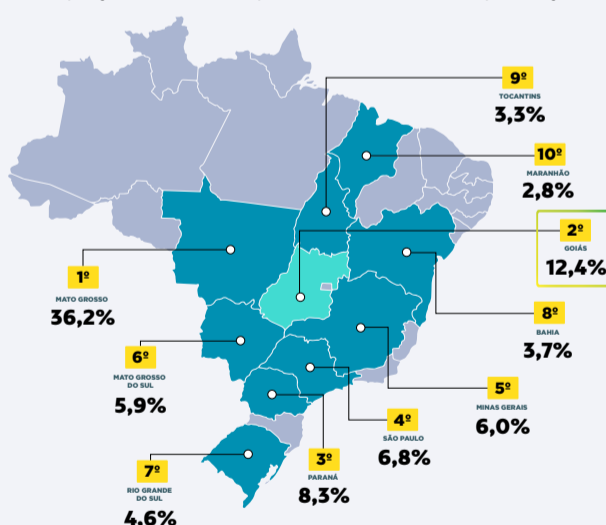 9º
TOCANTINS
3,3%
10º
MARANHÃO
2,8%
2º
GOIÁS
12,4%
1º
MATO GROSSO
36,2%
8º
BAHIA
3,7%
6º
MATO GROSSO
DO SUL
5,9%
5º
MINAS GERAIS
6,0%
4º
SÃO PAULO
6,8%
3º
PARANÁ
8,3%
7º
RIO GRANDE
DO SUL
4,6%